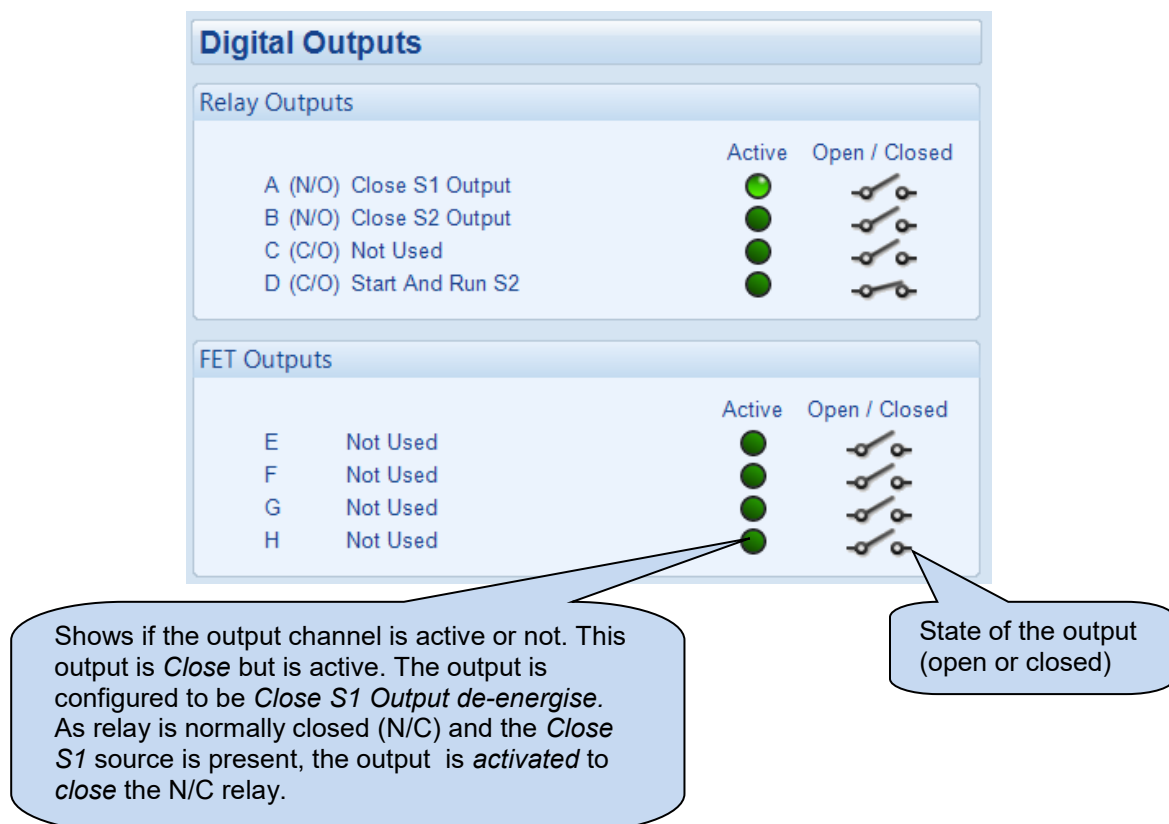 Digital Outputs
Relay Outputs
Active Open / Closed
A (N/O) Close S1 Output
B (N/O) Close S2 Output
C (C/O) Not Used
D (C/O) Start And Run S2
FET Outputs
Active Open / Closed
E Not Used
F Not Used
G Not Used
H Not Used
Shows if the output channel is active or not. This
output is Close but is active. The output is
configured to be Close S1 Output de-energise.
As relay is normally closed (N/C) and the Close
S1 source is present, the output is activated to
close the N/C relay.
State of the output
(open or closed)